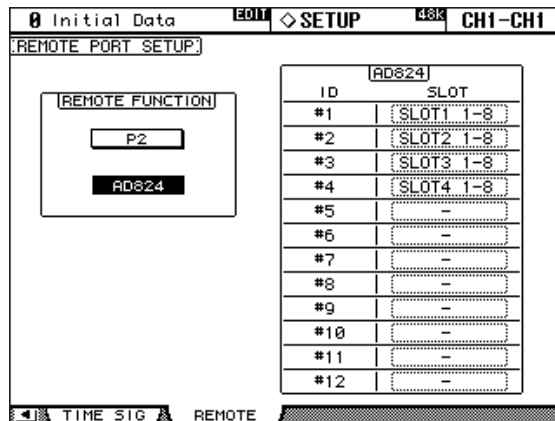 0 Initial Data EDIT ◇SETUP 48K CH1-CH1
REMOTE PORT SETUP
REMOTE FUNCTION
P2
AD824
AD824
ID SLOT
#1 SLOT1 1-8
#2 SLOT2 1-8
#3 SLOT3 1-8
#4 SLOT4 1-8
#5 -
#6 -
#7 -
#8 -
#9 -
#10 -
#11 -
#12 -
TIME SIG REMOTE